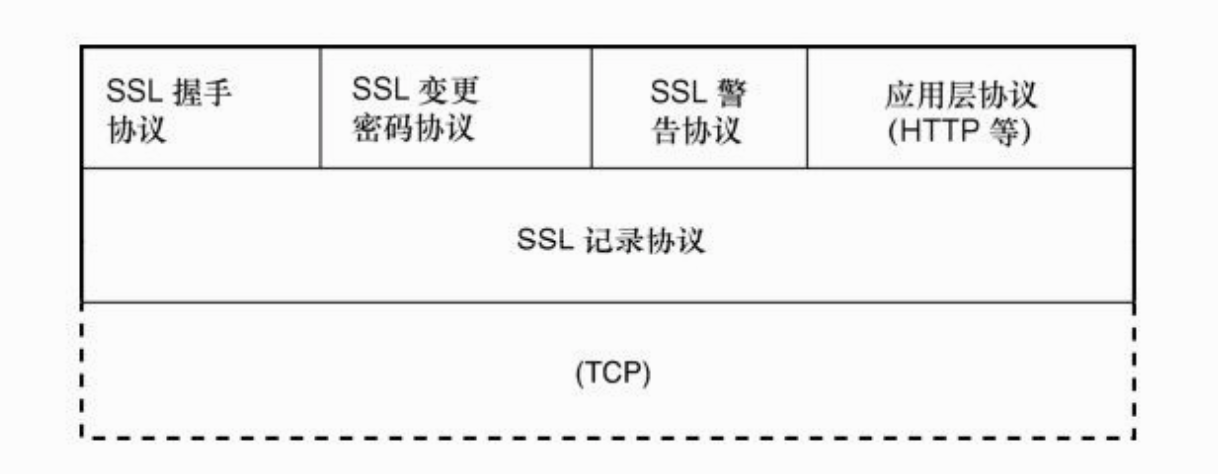 SSL 握手
协议
SSL 变更
密码协议
SSL 警
告协议
应用层协议
(HTTP 等)
SSL 记录协议
(TCP)